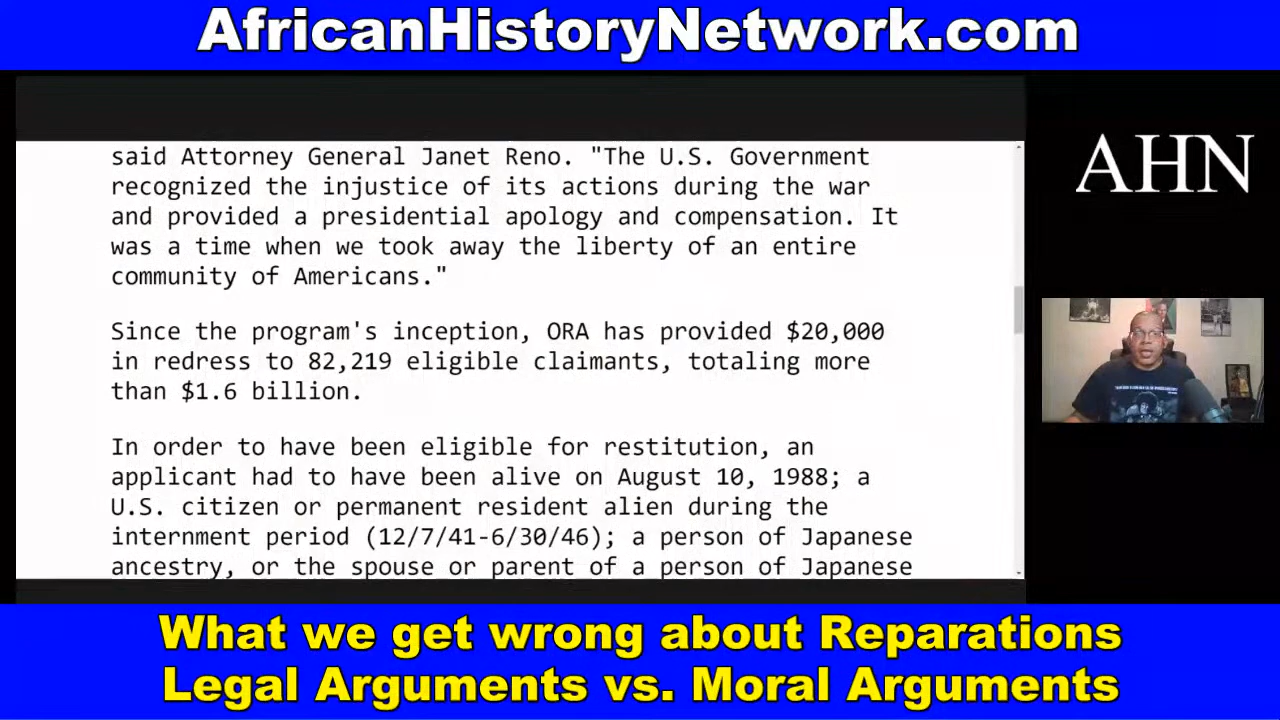 AfricanHistoryNetwork.com
said Attorney General Janet Reno. "The U.S. Government
recognized the injustice of its actions during the war
and provided a presidential apology and compensation. It
was a time when we took away the liberty of an entire
community of Americans."
Since the program's inception, ORA has provided $20,000
in redress to 82,219 eligible claimants, totaling more
than $1.6 billion.
In order to have been eligible for restitution, an
applicant had to have been alive on August 10, 1988; a
U.S. citizen or permanent resident alien during the
internment period (12/7/41-6/30/46); a person of Japanese
ancestry, or the spouse or parent of a person of Japanese
AHN
What we get wrong about Reparations
Legal Arguments vs. Moral Arguments